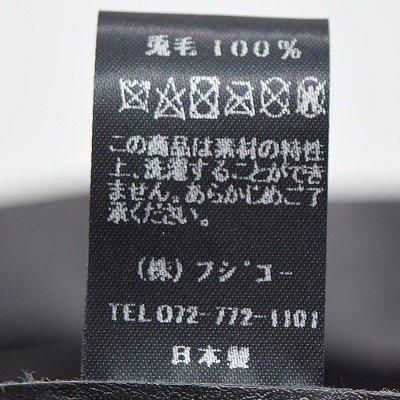 兎毛 100%
この商品は素材の特性
上、洗濯することができ
ません。あらかじめご了
承ください。
(株)フジコー
TEL 072-772-1101
日本製